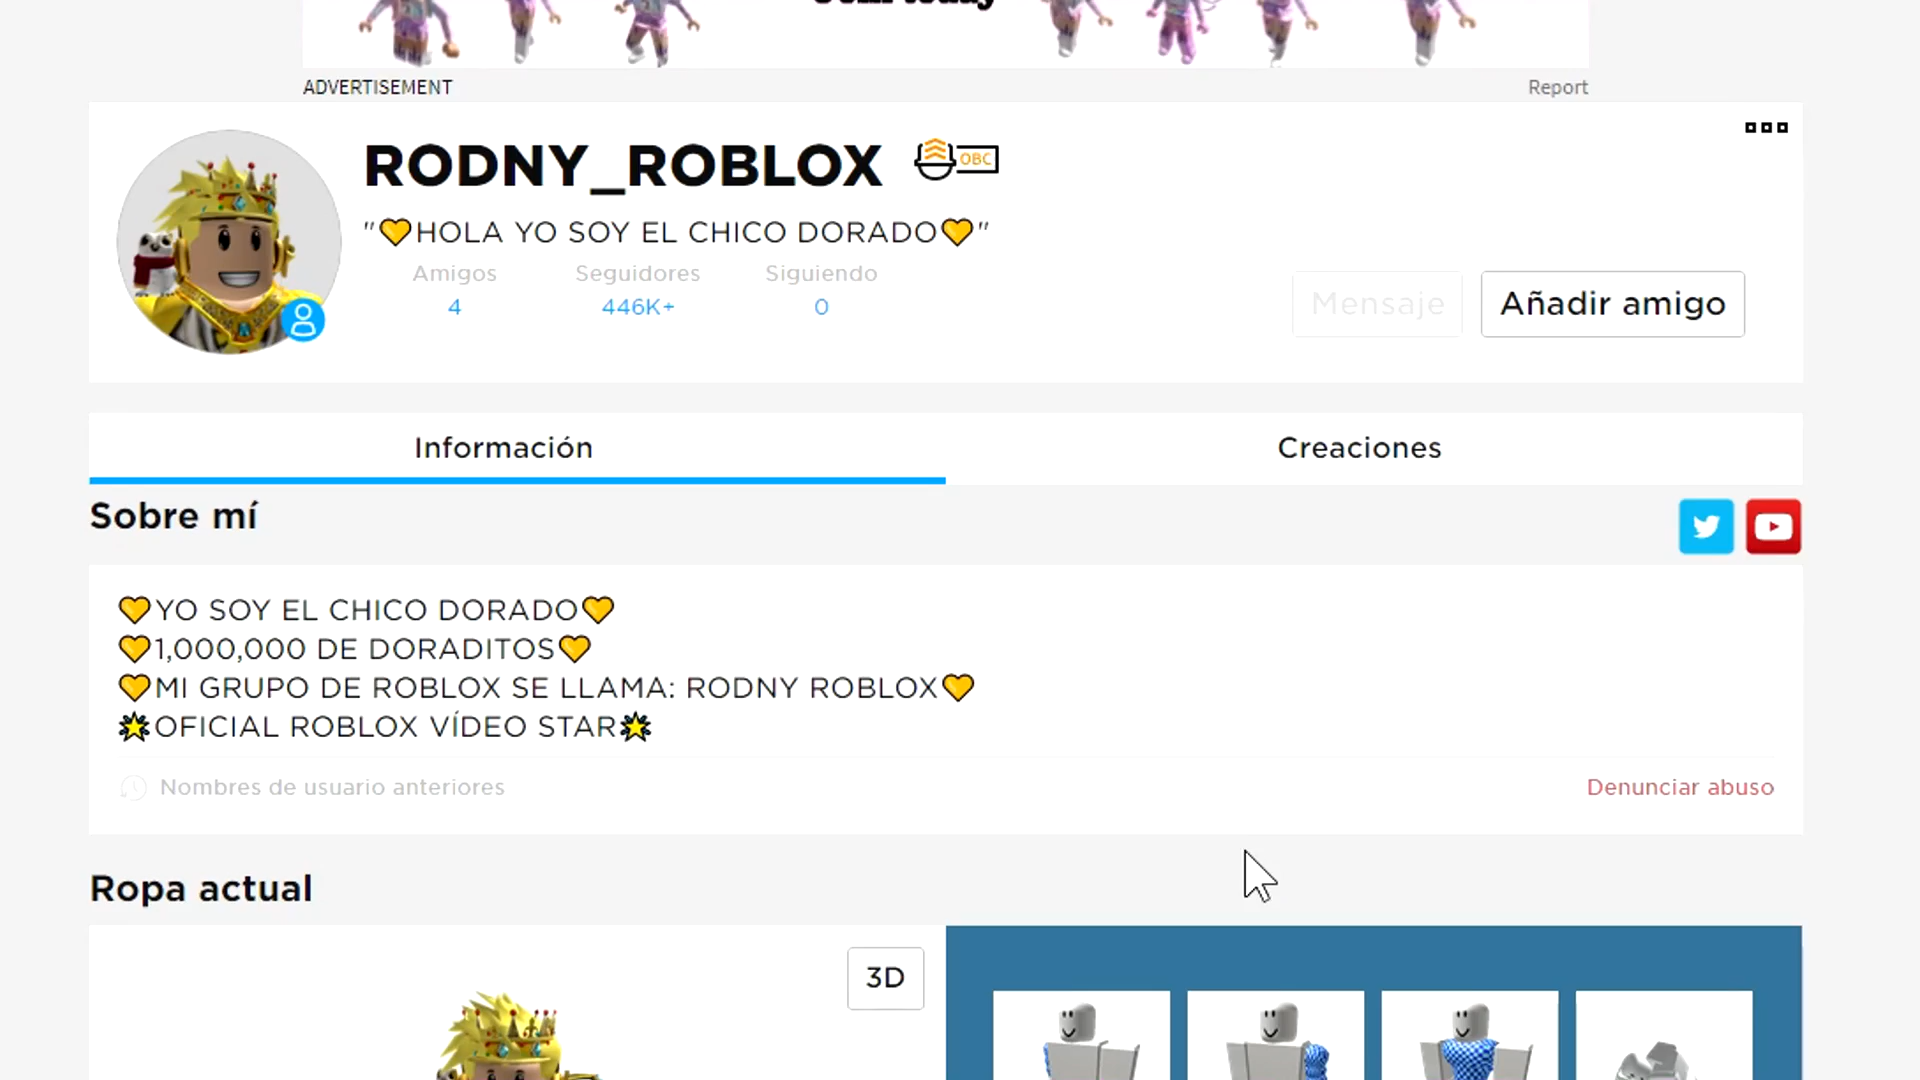 ADVERTISEMENT
Report
RODNY_ROBLOX
OBC
"💛HOLA YO SOY EL CHICO DORADO💛"
Amigos Seguidores Siguiendo
4 446K+ 0
Mensaje Añadir amigo
Información Creaciones
Sobre mí
💛YO SOY EL CHICO DORADO💛
💛1,000,000 DE DORADITOS💛
💛MI GRUPO DE ROBLOX SE LLAMA: RODNY ROBLOX💛
🌟OFICIAL ROBLOX VÍDEO STAR🌟
Nombres de usuario anteriores
Denunciar abuso
Ropa actual
3D